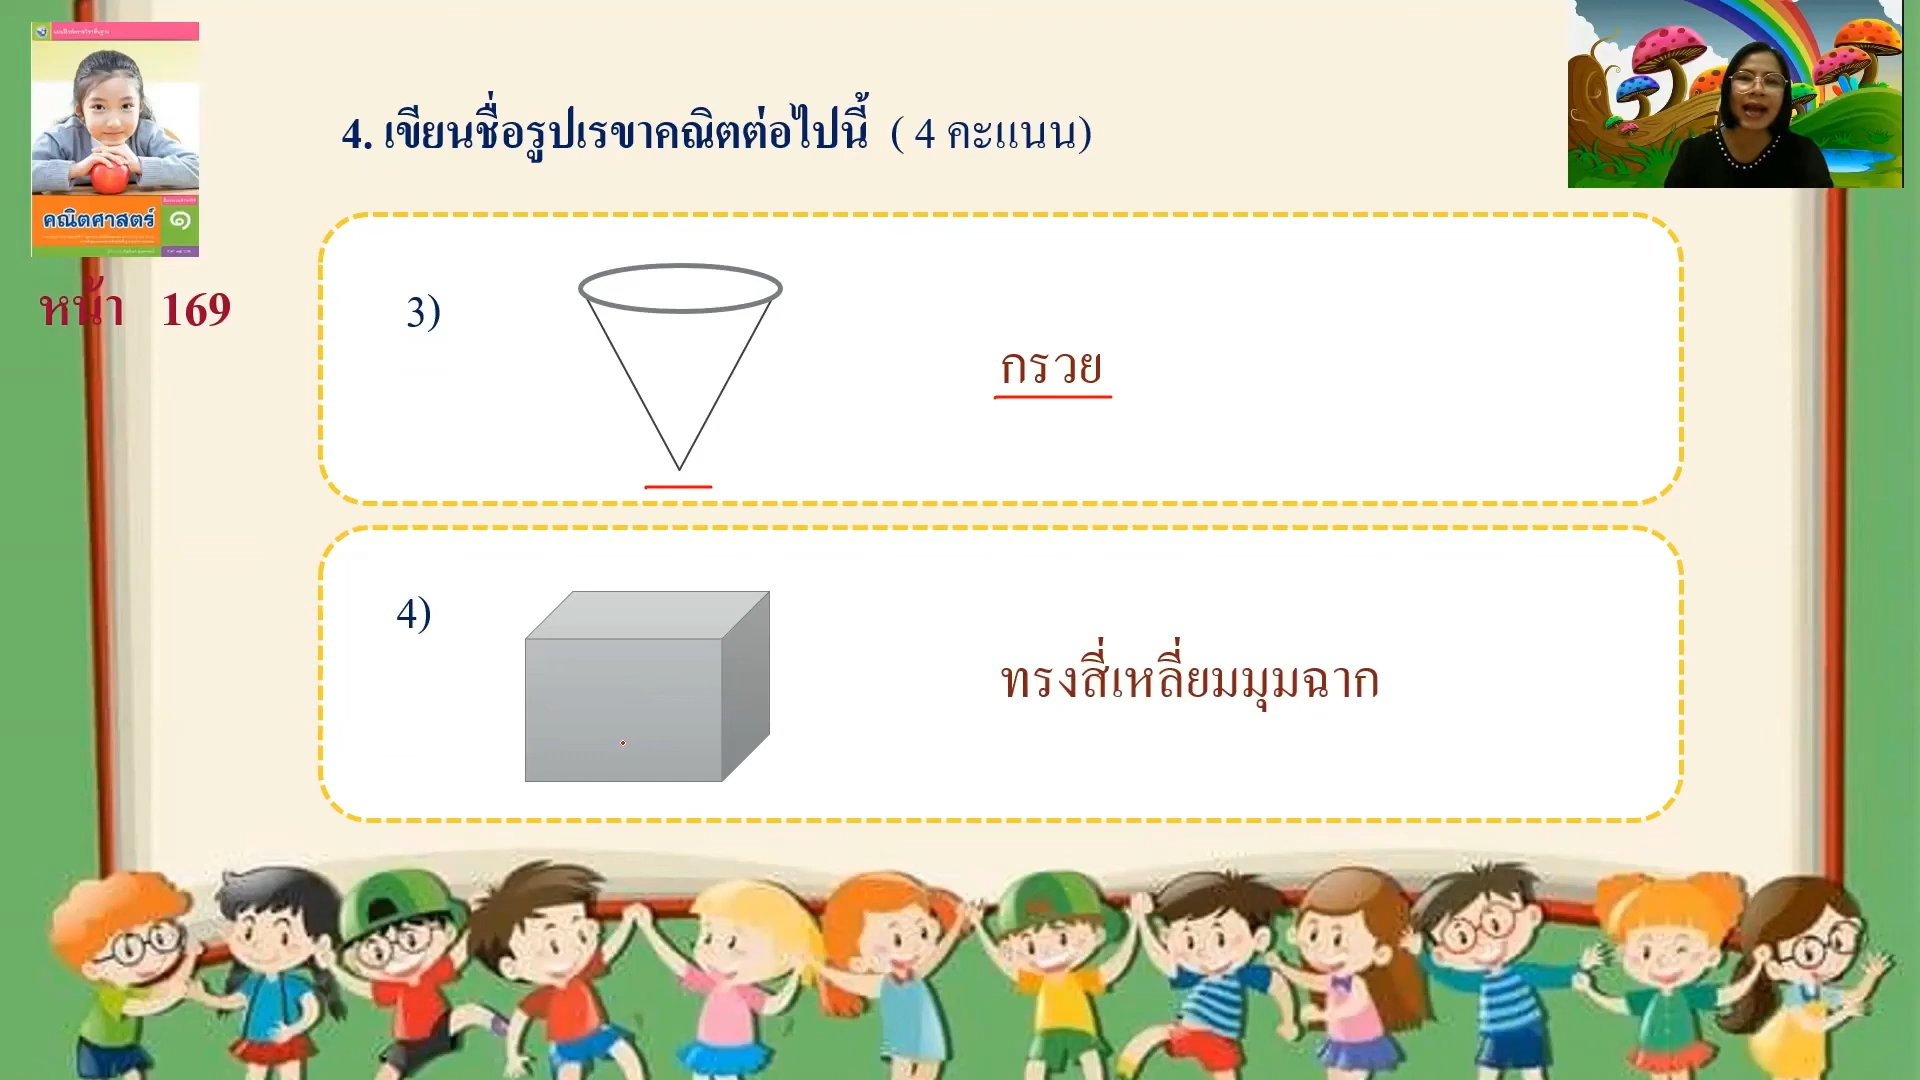 คณิตศาสตร์ ๑
หน้า 169
4. เขียนชื่อรูปเรขาคณิตต่อไปนี้ ( 4 คะแนน)
3)
กรวย
4)
ทรงสี่เหลี่ยมมุมฉาก